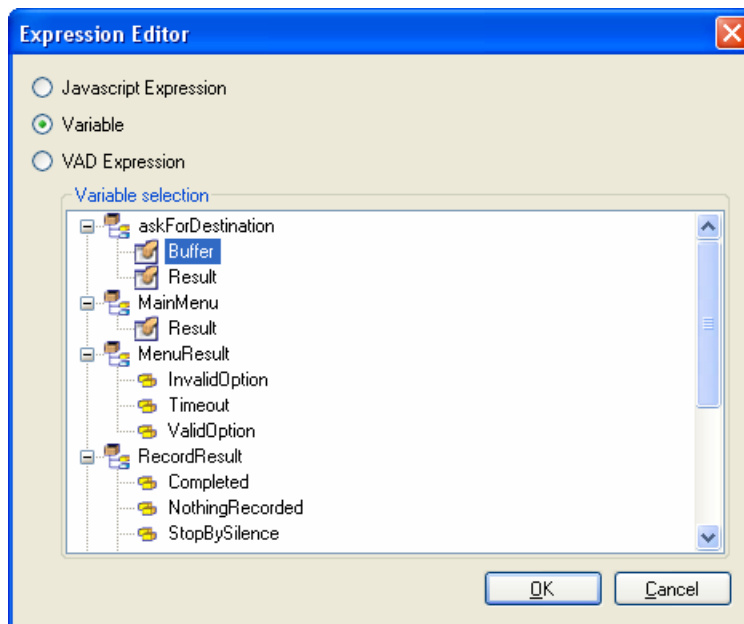 Expression Editor
Javascript Expression
Variable
VAD Expression
Variable selection
askForDestination
Buffer
Result
MainMenu
Result
MenuResult
InvalidOption
Timeout
ValidOption
RecordResult
Completed
NothingRecorded
StopBySilence
OK Cancel